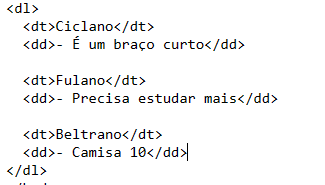 <dl>
<dt>Ciclano</dt>
<dd>- É um braço curto</dd>
<dt>Fulano</dt>
<dd>- Precisa estudar mais</dd>
<dt>Beltrano</dt>
<dd>- Camisa 10</dd>
</dl>